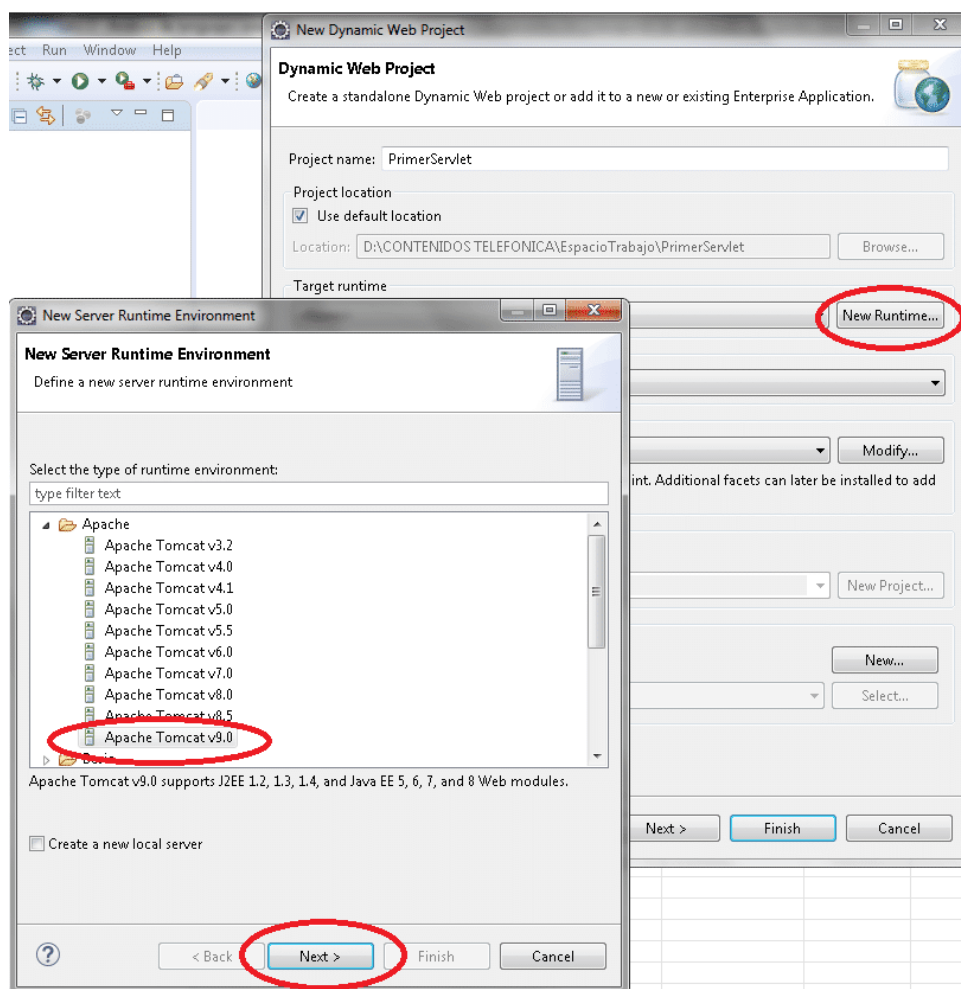 New Dynamic Web Project
ect Run Window Help
Dynamic Web Project
Create a standalone Dynamic Web project or add it to a new or existing Enterprise Application.
Project name: PrimerServlet
Project location
Use default location
Location: D:\CONTENIDOS TELEFONICA\EspacioTrabajo\PrimerServlet Browse...
Target runtime
New Runtime...
Modify...
int. Additional facets can later be installed to add
New Project...
New...
Select...
Next > Finish Cancel
New Server Runtime Environment
New Server Runtime Environment
Define a new server runtime environment
Select the type of runtime environment:
type filter text
Apache
Apache Tomcat v3.2
Apache Tomcat v4.0
Apache Tomcat v4.1
Apache Tomcat v5.0
Apache Tomcat v5.5
Apache Tomcat v6.0
Apache Tomcat v7.0
Apache Tomcat v8.0
Apache Tomcat v8.5
Apache Tomcat v9.0
Apache Tomcat v9.0 supports J2EE 1.2, 1.3, 1.4, and Java EE 5, 6, 7, and 8 Web modules.
Create a new local server
< Back Next > Finish Cancel